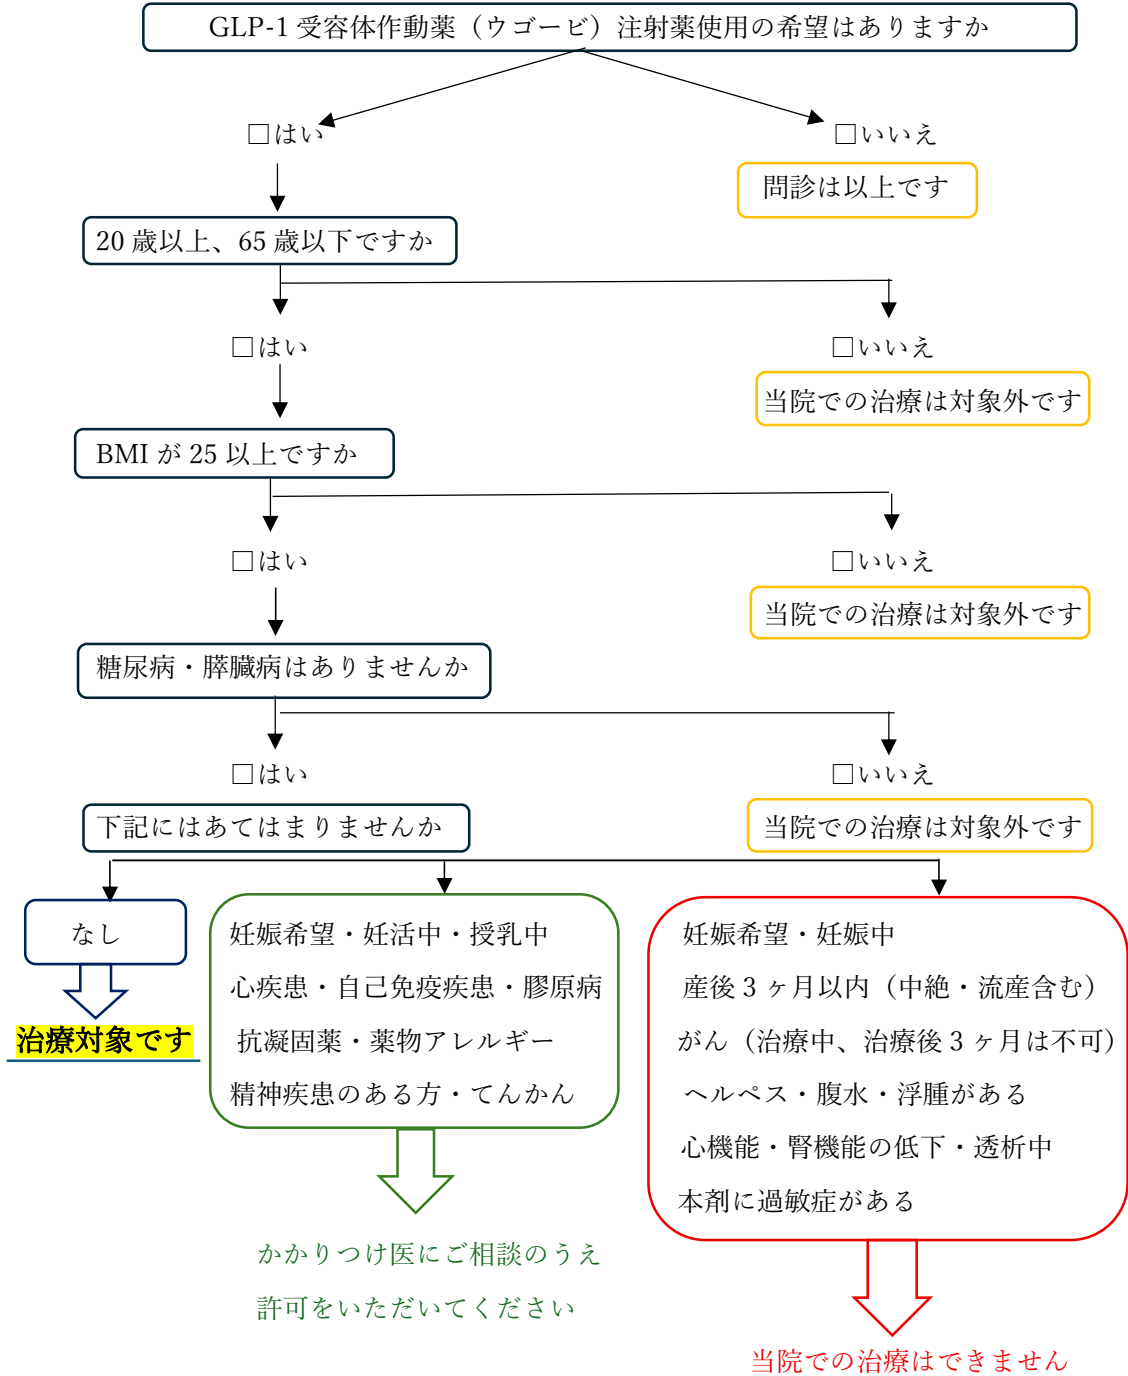 GLP-1 受容体作動薬（ウゴービ）注射薬使用の希望はありますか
□はい
□いいえ
問診は以上です
20 歳以上、65 歳以下ですか
□はい
□いいえ
当院での治療は対象外です
BMI が 25 以上ですか
□はい
□いいえ
当院での治療は対象外です
糖尿病・膵臓病はありませんか
□はい
□いいえ
下記にはあてはまりませんか
当院での治療は対象外です
なし
治療対象です
妊娠希望・妊活中・授乳中
心疾患・自己免疫疾患・膠原病
抗凝固薬・薬物アレルギー
精神疾患のある方・てんかん
かかりつけ医にご相談のうえ
許可をいただいてください
妊娠希望・妊娠中
産後 3 ヶ月以内（中絶・流産含む）
がん（治療中、治療後 3 ヶ月は不可）
ヘルペス・腹水・浮腫がある
心機能・腎機能の低下・透析中
本剤に過敏症がある
当院での治療はできません